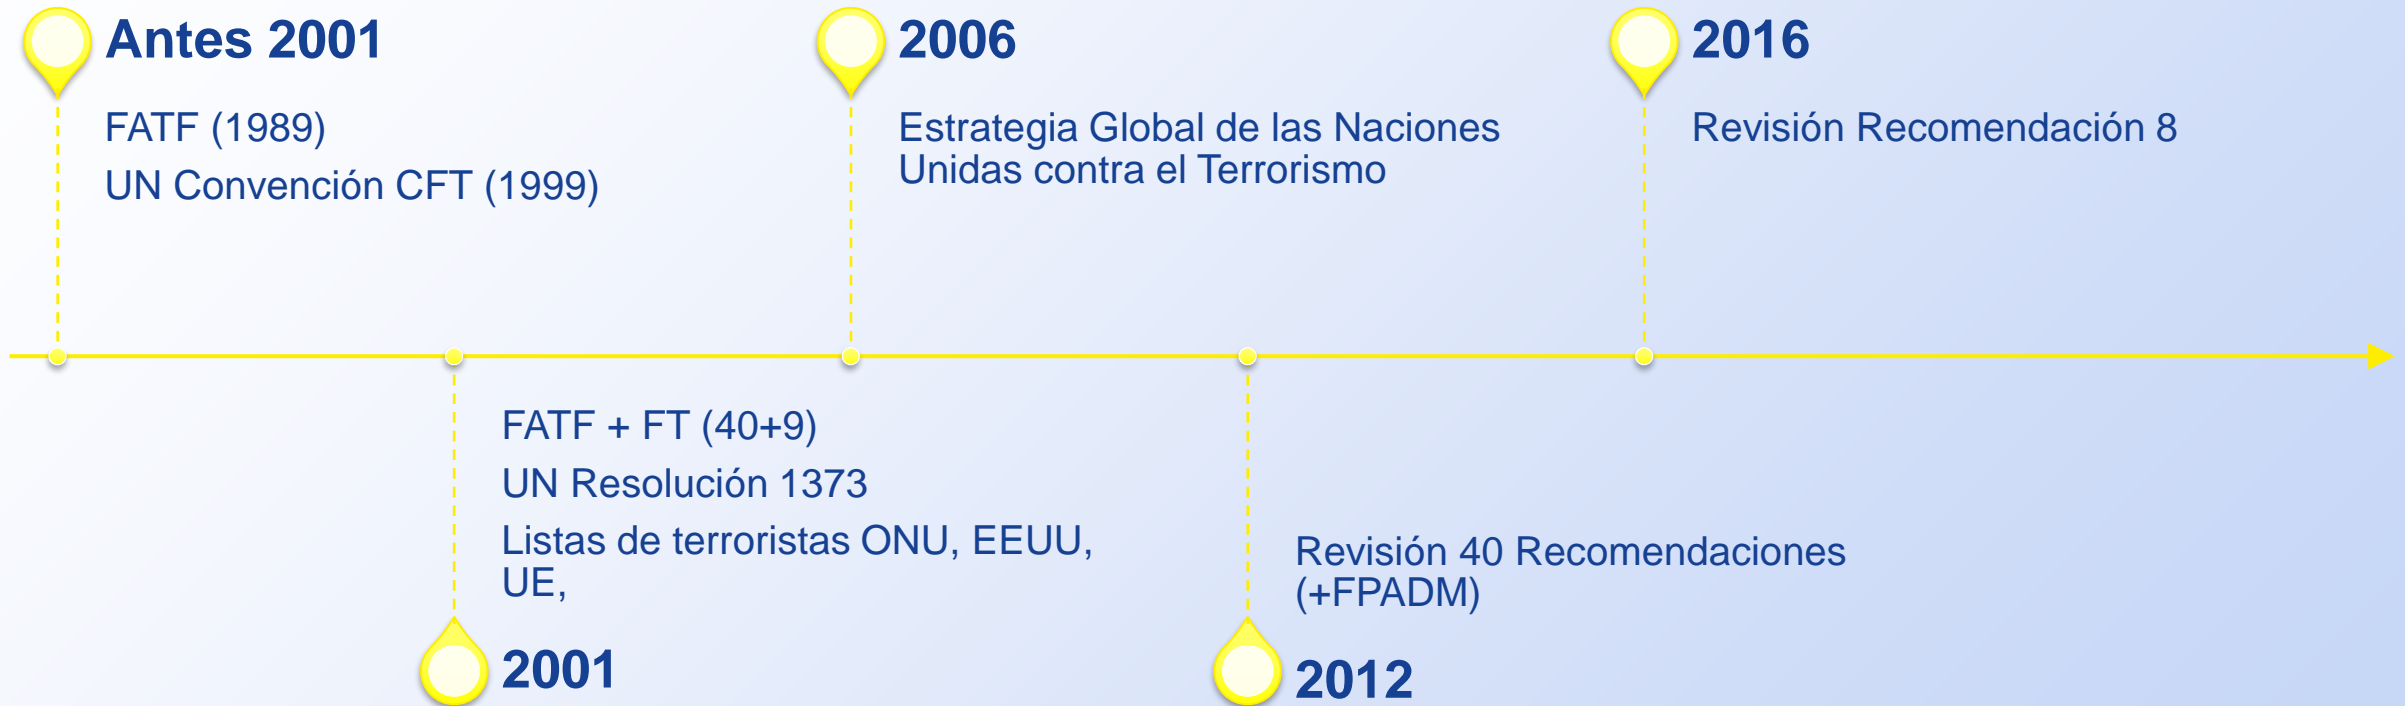 Antes 2001
FATF (1989)
UN Convención CFT (1999)
2006
Estrategia Global de las Naciones
Unidas contra el Terrorismo
2016
Revisión Recomendación 8
FATF + FT (40+9)
UN Resolución 1373
Listas de terroristas ONU, EEUU,
UE,
2001
Revisión 40 Recomendaciones
(+FPADM)
2012